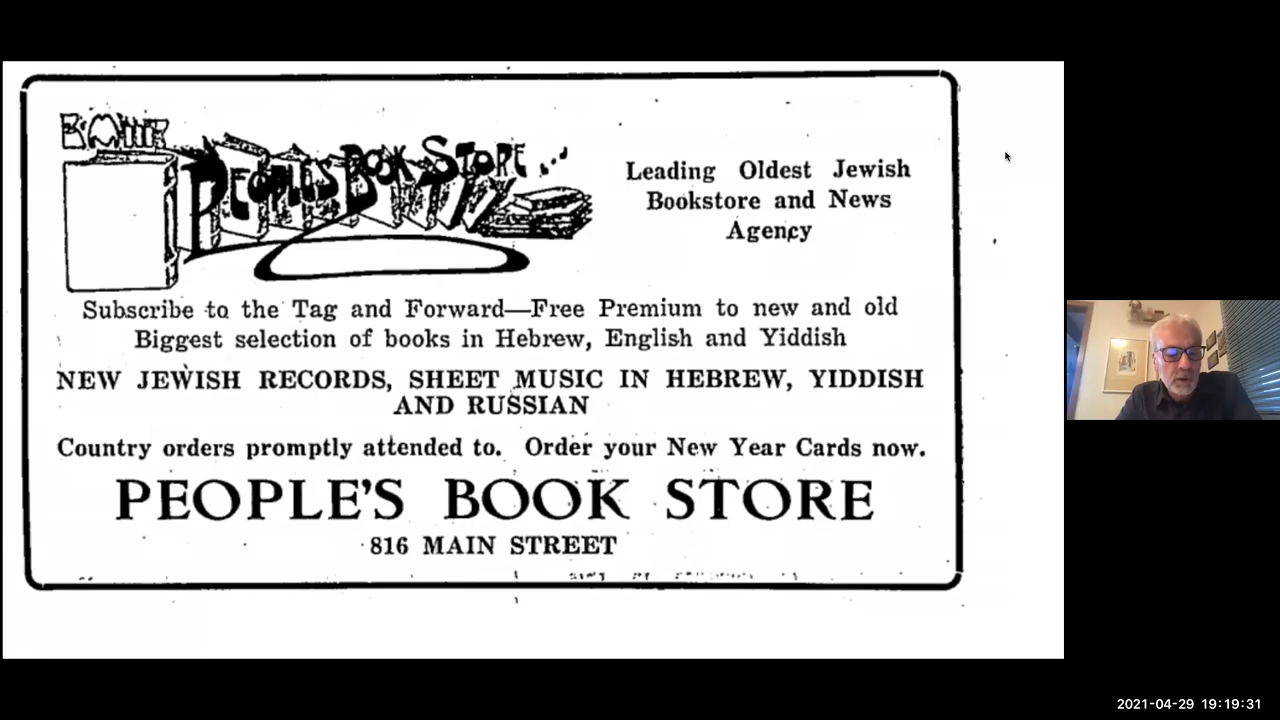 PEOPLE'S BOOK STORE...
Leading Oldest Jewish
Bookstore and News
Agency
Subscribe to the Tag and Forward—Free Premium to new and old
Biggest selection of books in Hebrew, English and Yiddish
NEW JEWISH RECORDS, SHEET MUSIC IN HEBREW, YIDDISH
AND RUSSIAN
Country orders promptly attended to. Order your New Year Cards now.
PEOPLE'S BOOK STORE
816 MAIN STREET
2021-04-29 19:19:31